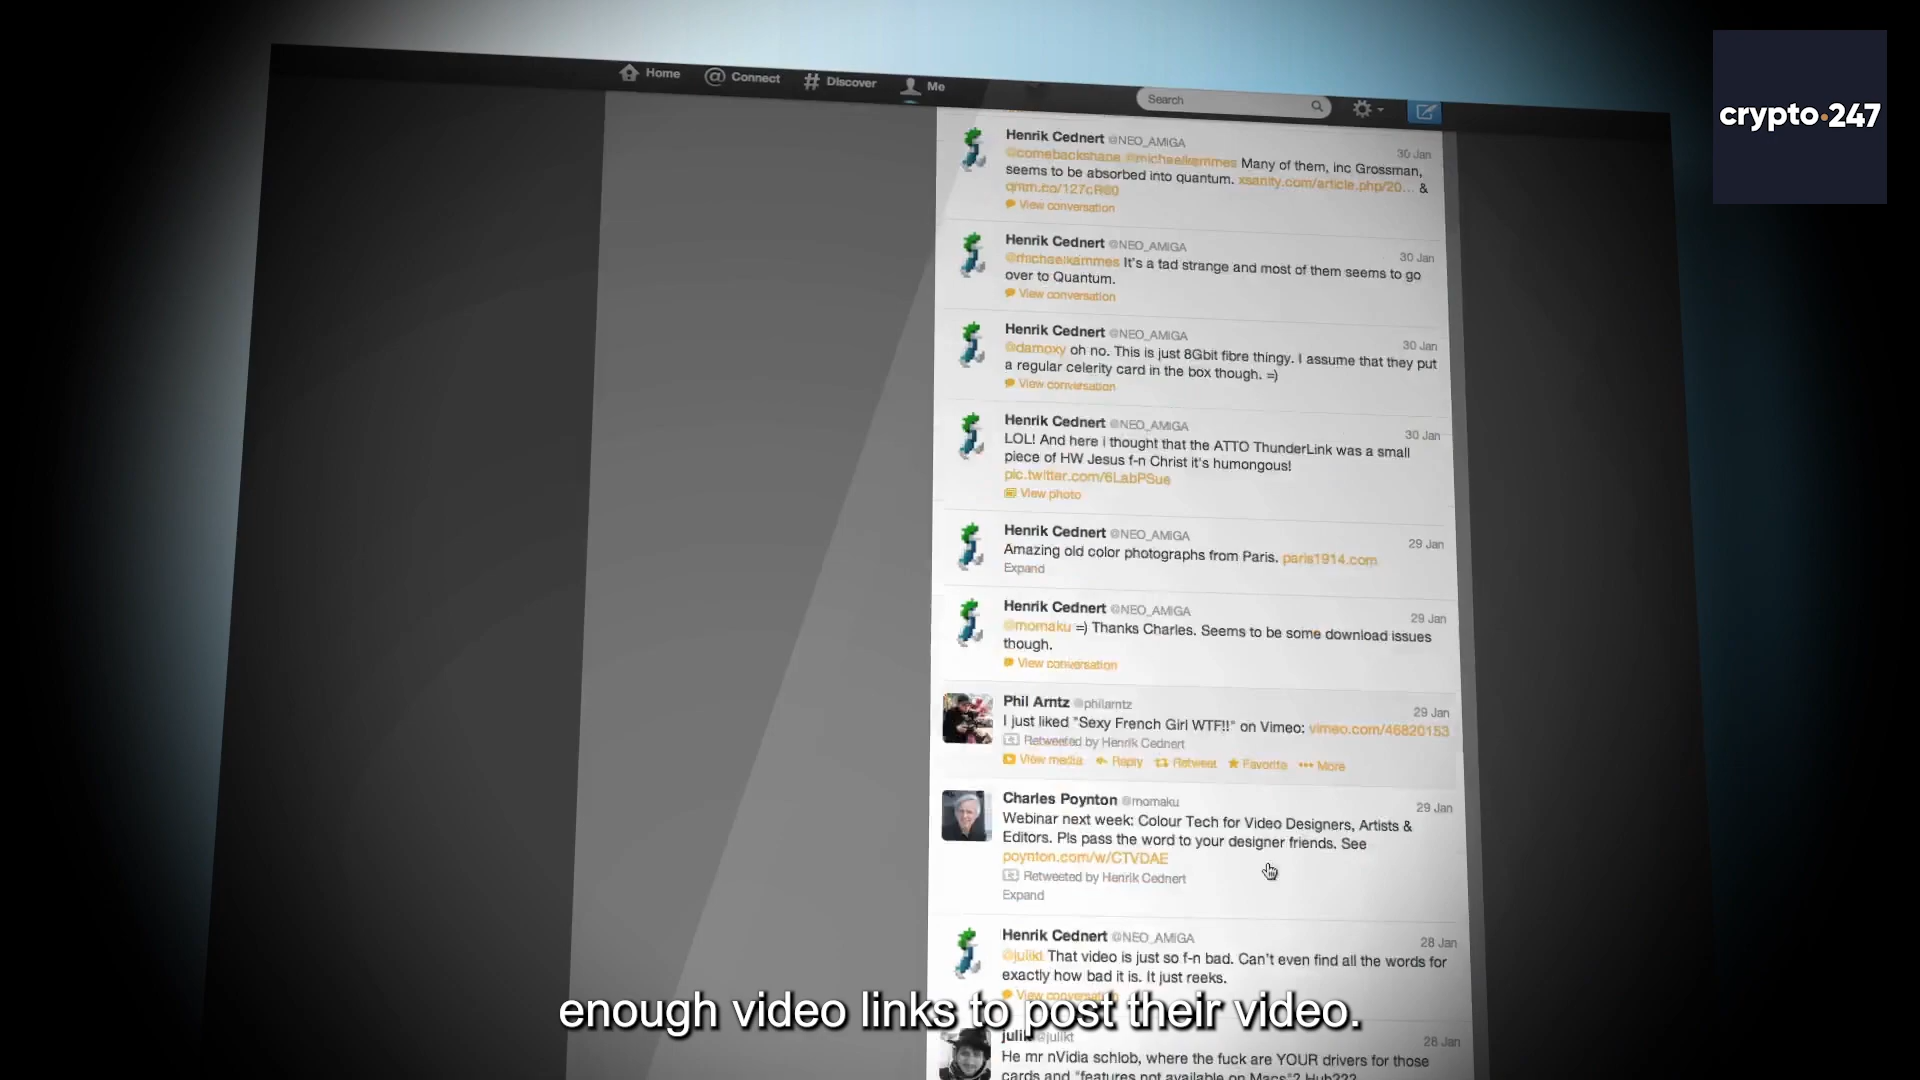 Home
Connect
Discover
Me
Search
crypto•247
Henrik Cednert @NEO_AMIGA
30 Jan
@comebackshane @michaelkammes Many of them, inc Grossman,
seems to be absorbed into quantum. xsanity.com/article.php/20... &
qntm.co/127cR60
View conversation
Henrik Cednert @NEO_AMIGA
30 Jan
@michaelkammes It's a tad strange and most of them seems to go
over to Quantum.
View conversation
Henrik Cednert @NEO_AMIGA
30 Jan
@damoxy oh no. This is just 8Gbit fibre thingy. I assume that they put
a regular celerity card in the box though. =)
View conversation
Henrik Cednert @NEO_AMIGA
30 Jan
LOL! And here i thought that the ATTO ThunderLink was a small
piece of HW Jesus f-n Christ it's humongous!
pic.twitter.com/6LabPSue
View photo
Henrik Cednert @NEO_AMIGA
29 Jan
Amazing old color photographs from Paris. paris1914.com
Expand
Henrik Cednert @NEO_AMIGA
29 Jan
@momaku =) Thanks Charles. Seems to be some download issues
though.
View conversation
Phil Arntz @philarntz
29 Jan
I just liked "Sexy French Girl WTF!!" on Vimeo: vimeo.com/46820153
Retweeted by Henrik Cednert
View media Reply Retweet Favorite ••• More
Charles Poynton @momaku
29 Jan
Webinar next week: Colour Tech for Video Designers, Artists &
Editors. Pls pass the word to your designer friends. See
poynton.com/w/CTVDAE
Retweeted by Henrik Cednert
Expand
Henrik Cednert @NEO_AMIGA
28 Jan
@julikt That video is just so f-n bad. Can't even find all the words for
exactly how bad it is. It just reeks.
View conversation
enough video links to post their video.
julik @julikt
28 Jan
He mr nVidia schlob, where the fuck are YOUR drivers for those
cards and "features not available on Macs"? Huh???